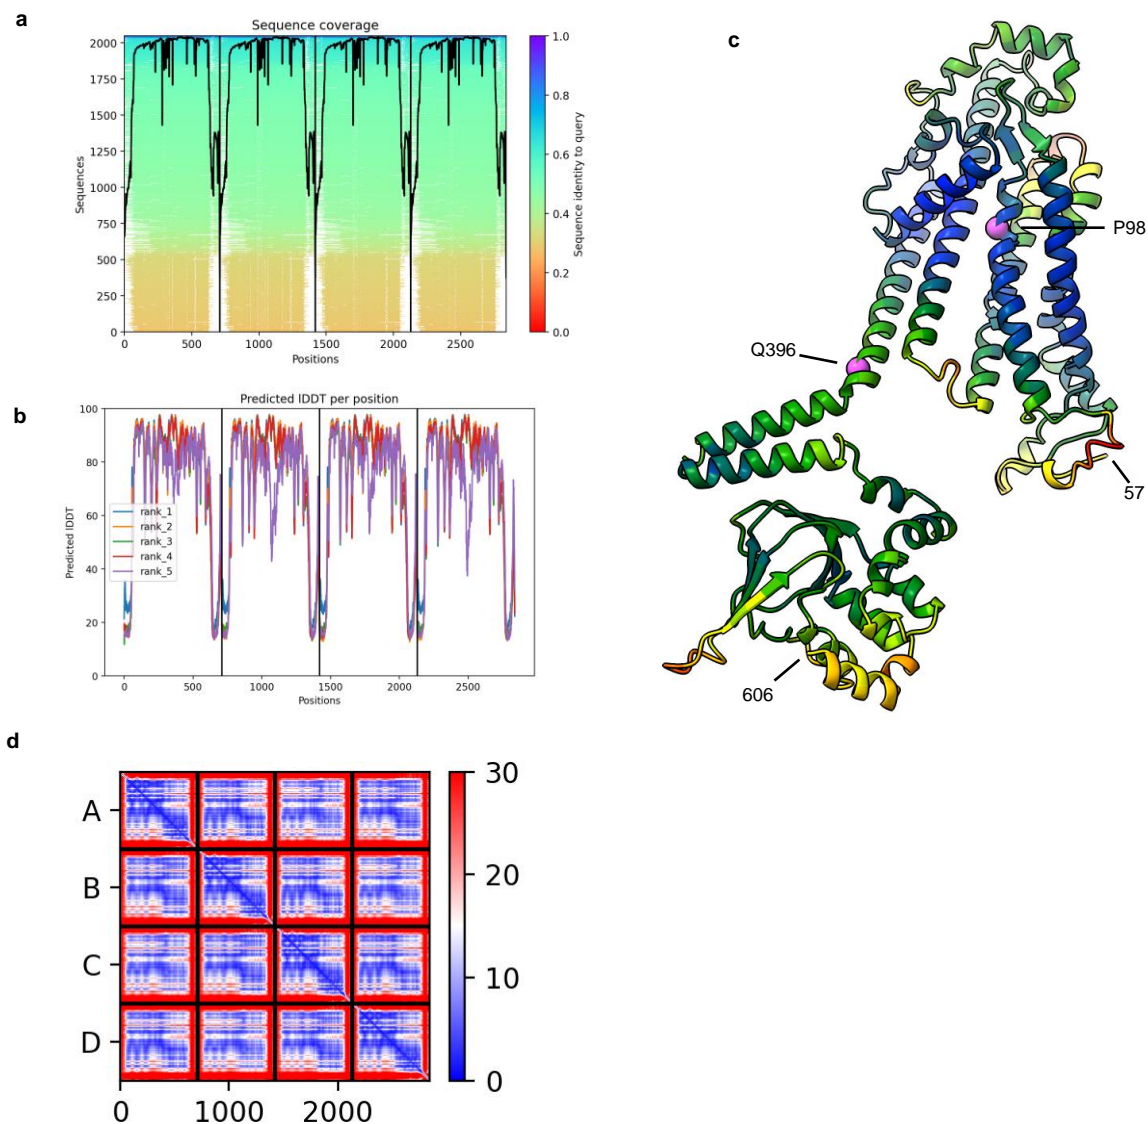 a
Sequence coverage
2000
1750
1500
1250
1000
750
500
250
0
Sequences
0
500
1000
1500
2000
2500
Positions
1.0
0.8
0.6
0.4
0.2
0.0
Sequence identity to query
b
Predicted lDDT per position
100
80
60
40
20
0
Predicted lDDT
rank_1
rank_2
rank_3
rank_4
rank_5
0
500
1000
1500
2000
2500
Positions
c
P98
Q396
57
606
d
A
B
C
D
0
1000
2000
30
20
10
0